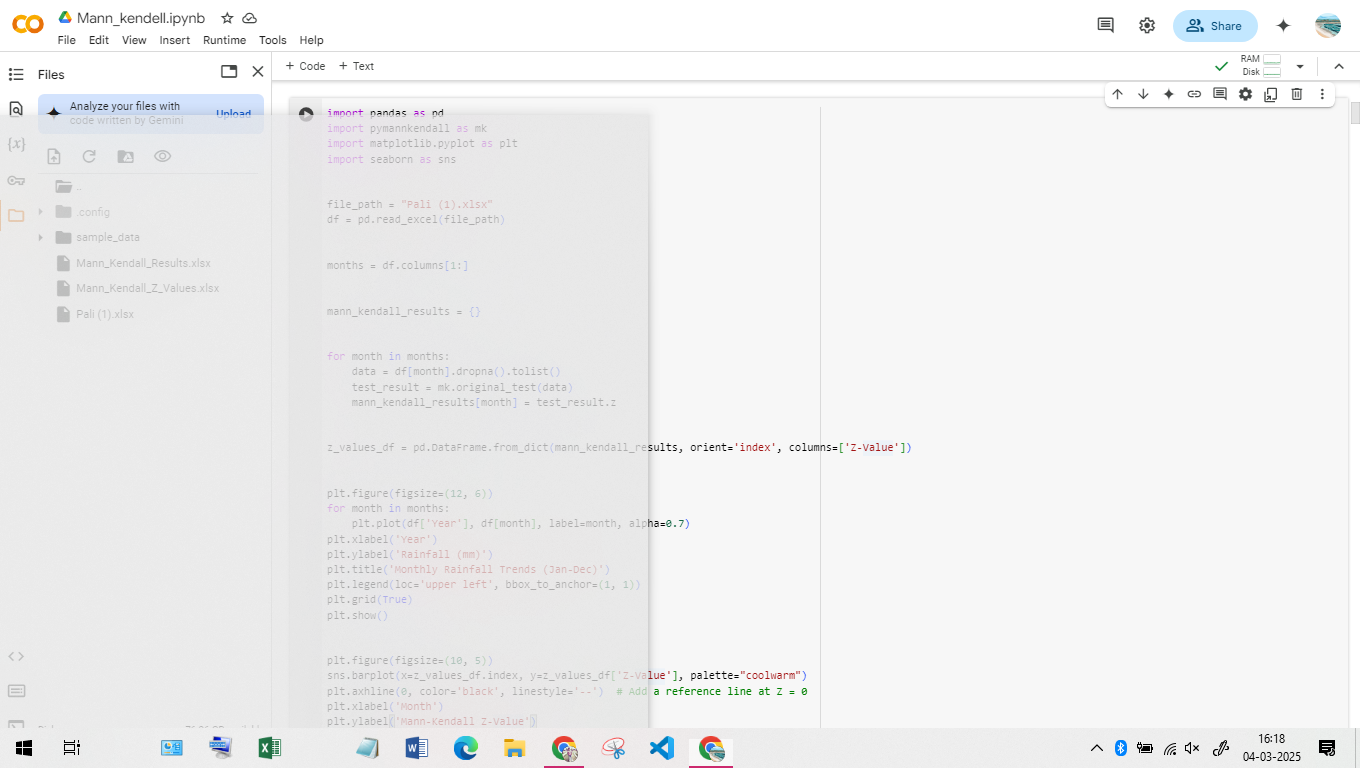 Mann_kendell.ipynb
File Edit View Insert Runtime Tools Help
Share
Files
+ Code + Text
RAM
Disk
Analyze your files with
code written by Gemini
Upload
{x}
..
.config
sample_data
Mann_Kendall_Results.xlsx
Mann_Kendall_Z_Values.xlsx
Pali (1).xlsx
import pandas as pd
import pymannkendall as mk
import matplotlib.pyplot as plt
import seaborn as sns
file_path = "Pali (1).xlsx"
df = pd.read_excel(file_path)
months = df.columns[1:]
mann_kendall_results = {}
for month in months:
    data = df[month].dropna().tolist()
    test_result = mk.original_test(data)
    mann_kendall_results[month] = test_result.z
z_values_df = pd.DataFrame.from_dict(mann_kendall_results, orient='index', columns=['Z-Value'])
plt.figure(figsize=(12, 6))
for month in months:
    plt.plot(df['Year'], df[month], label=month, alpha=0.7)
plt.xlabel('Year')
plt.ylabel('Rainfall (mm)')
plt.title('Monthly Rainfall Trends (Jan-Dec)')
plt.legend(loc='upper left', bbox_to_anchor=(1, 1))
plt.grid(True)
plt.show()
plt.figure(figsize=(10, 5))
sns.barplot(x=z_values_df.index, y=z_values_df['Z-Value'], palette="coolwarm")
plt.axhline(0, color='black', linestyle='--')  # Add a reference line at Z = 0
plt.xlabel('Month')
plt.ylabel('Mann-Kendall Z-Value')
16:18
04-03-2025